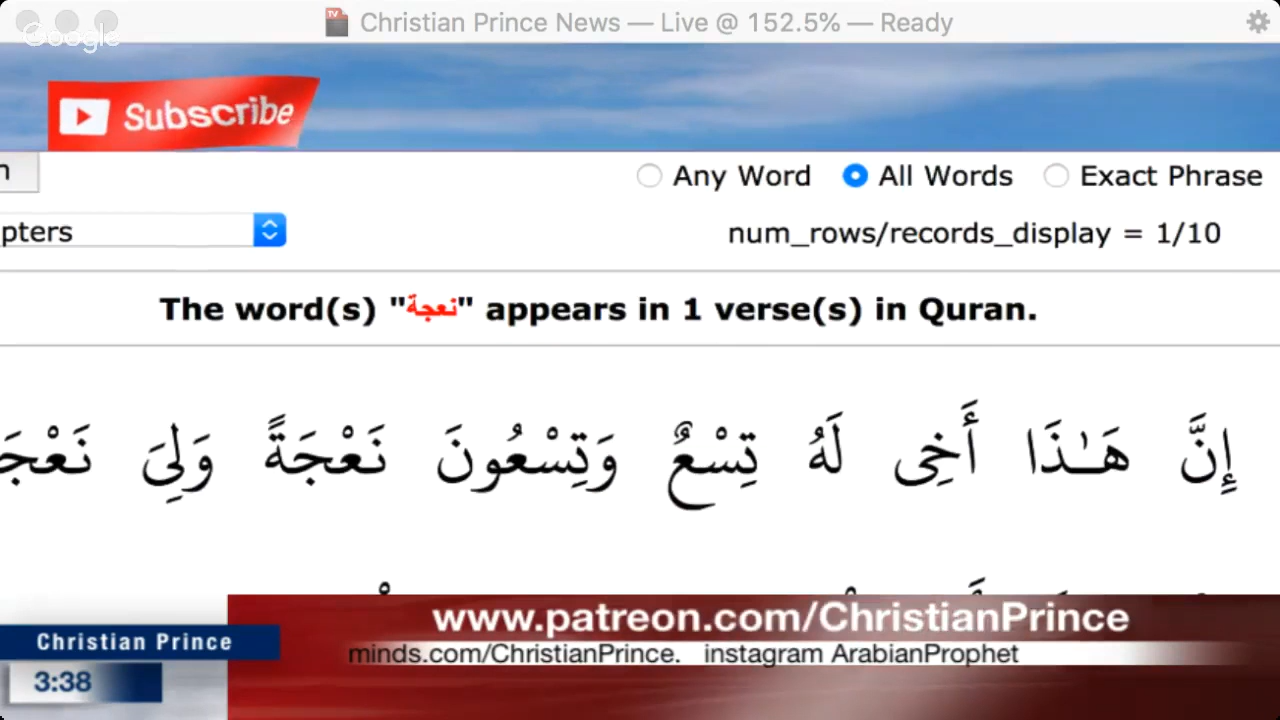 Christian Prince News — Live @ 152.5% — Ready
Google
Subscribe
Any Word All Words Exact Phrase
pters
num_rows/records_display = 1/10
The word(s) "نعجة" appears in 1 verse(s) in Quran.
إِنَّ هَـٰذَا أَخِى لَهُ تِسْعٌ وَتِسْعُونَ نَعْجَةً وَلِىَ
www.patreon.com/ChristianPrince
Christian Prince
minds.com/ChristianPrince. instagram ArabianProphet
3:38